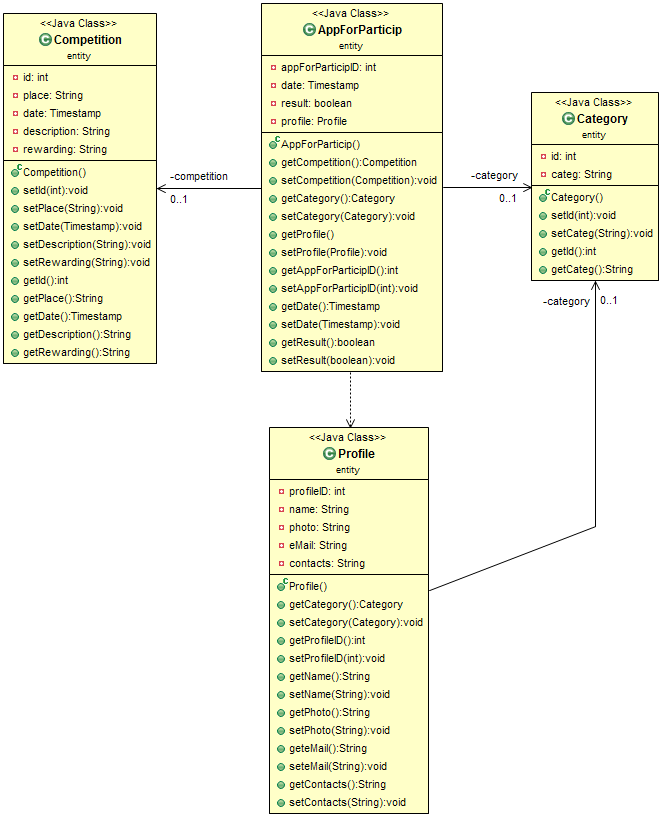 <<Java Class>>
Competition
entity
id: int
place: String
date: Timestamp
description: String
rewarding: String
Competition()
setId(int):void
setPlace(String):void
setDate(Timestamp):void
setDescription(String):void
setRewarding(String):void
getId():int
getPlace():String
getDate():Timestamp
getDescription():String
getRewarding():String
-competition
0..1
<<Java Class>>
AppForParticip
entity
appForParticipID: int
date: Timestamp
result: boolean
profile: Profile
AppForParticip()
getCompetition():Competition
setCompetition(Competition):void
getCategory():Category
setCategory(Category):void
getProfile()
setProfile(Profile):void
getAppForParticipID():int
setAppForParticipID(int):void
getDate():Timestamp
setDate(Timestamp):void
getResult():boolean
setResult(boolean):void
-category
0..1
<<Java Class>>
Category
entity
id: int
categ: String
Category()
setId(int):void
setCateg(String):void
getId():int
getCateg():String
-category
0..1
<<Java Class>>
Profile
entity
profileID: int
name: String
photo: String
eMail: String
contacts: String
Profile()
getCategory():Category
setCategory(Category):void
getProfileID():int
setProfileID(int):void
getName():String
setName(String):void
getPhoto():String
setPhoto(String):void
geteMail():String
seteMail(String):void
getContacts():String
setContacts(String):void